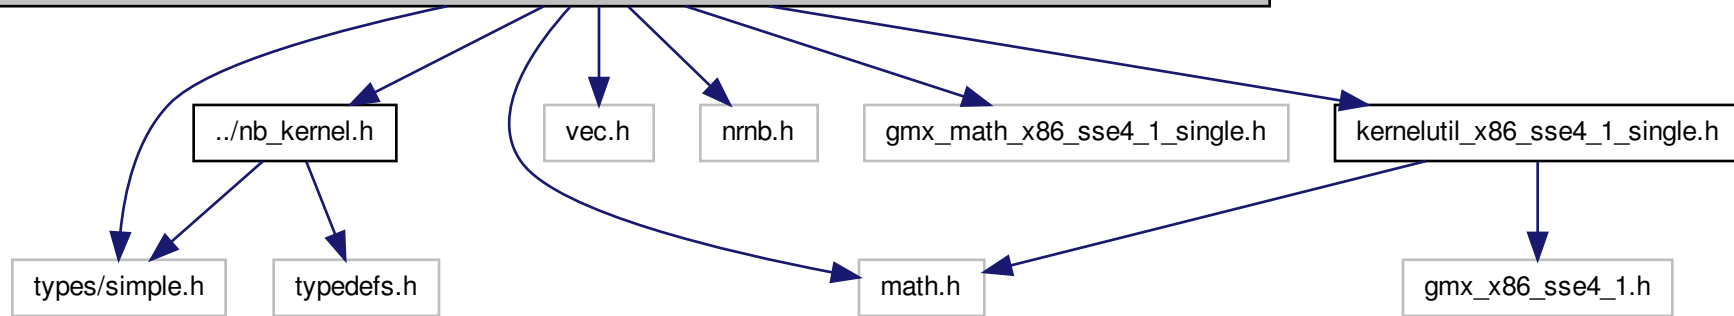 ../nb_kernel.h
vec.h
nrnb.h
gmx_math_x86_sse4_1_single.h
kernelutil_x86_sse4_1_single.h
types/simple.h
typedefs.h
math.h
gmx_x86_sse4_1.h